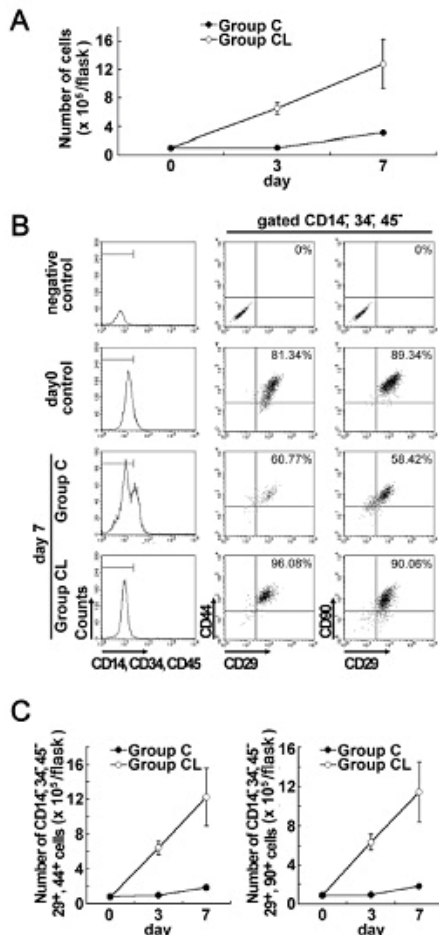 A
Group C
Group CL
Number of cells
(x 10⁵/flask)
16
12
8
4
0
0
3
7
day
B
gated CD14⁻, 34⁻, 45⁻
negative
control
0%
0%
day0 control
81.34%
89.34%
day 7
Group C
60.77%
58.42%
Group CL
96.08%
90.06%
Counts
CD44
CD90
CD14, CD34, CD45
CD29
CD29
C
Group C
Group CL
Number of CD14⁻, 34⁻, 45⁻
29⁺, 44⁺ cells (x 10⁵/flask)
16
12
8
4
0
0
3
7
day
Group C
Group CL
Number of CD14⁻, 34⁻, 45⁻
29⁺, 90⁺ cells (x 10⁵/flask)
16
12
8
4
0
0
3
7
day